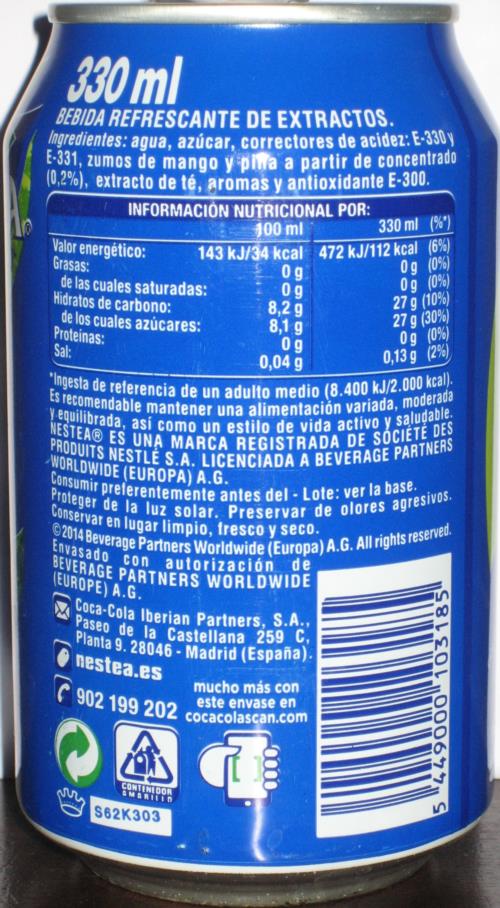 330 ml
BEBIDA REFRESCANTE DE EXTRACTOS.
Ingredientes: agua, azúcar, correctores de acidez: E-330 y
E-331, zumos de mango y piña a partir de concentrado
(0,2%), extracto de té, aromas y antioxidante E-300.
INFORMACIÓN NUTRICIONAL POR:
100 ml 330 ml (%*)
Valor energético: 143 kJ/34 kcal 472 kJ/112 kcal (6%)
Grasas: 0 g 0 g (0%)
de las cuales saturadas: 0 g 0 g (0%)
Hidratos de carbono: 8,2 g 27 g (10%)
de los cuales azúcares: 8,1 g 27 g (30%)
Proteínas: 0 g 0 g (0%)
Sal: 0,04 g 0,13 g (2%)
*Ingesta de referencia de un adulto medio (8.400 kJ/2.000 kcal).
Es recomendable mantener una alimentación variada, moderada
y equilibrada, así como un estilo de vida activo y saludable.
NESTEA® ES UNA MARCA REGISTRADA DE SOCIÉTÉ DES
PRODUITS NESTLÉ S.A. LICENCIADA A BEVERAGE PARTNERS
WORLDWIDE (EUROPA) A.G.
Consumir preferentemente antes del - Lote: ver la base.
Proteger de la luz solar. Preservar de olores agresivos.
Conservar en lugar limpio, fresco y seco.
©2014 Beverage Partners Worldwide (Europa) A.G. All rights reserved.
Envasado con autorización de
BEVERAGE PARTNERS WORLDWIDE
(EUROPE) A.G.
Coca-Cola Iberian Partners, S.A.,
Paseo de la Castellana 259 C,
Planta 9. 28046 - Madrid (España).
nestea.es
902 199 202
mucho más con
este envase en
cocacolascan.com
CONTENEDOR
AMARILLO
S62K303
5 449000 103185
A®